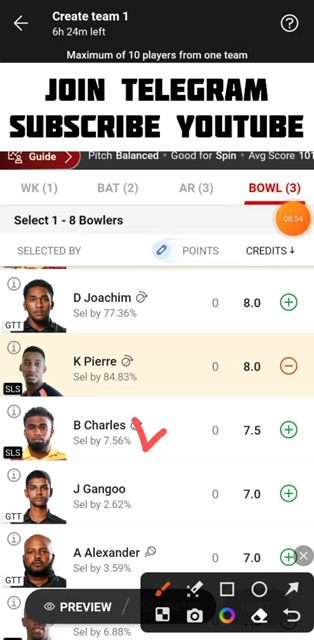 Create team 1
6h 24m left
Maximum of 10 players from one team
JOIN TELEGRAM
SUBSCRIBE YOUTUBE
Guide Pitch Balanced • Good for Spin • Avg Score 101
WK (1) BAT (2) AR (3) BOWL (3)
Select 1 - 8 Bowlers
08:54
SELECTED BY POINTS CREDITS↓
D Joachim 0 8.0
Sel by 77.36%
GTT
K Pierre 0 8.0
Sel by 84.83%
SLS
B Charles 0 7.5
Sel by 7.56%
SLS
J Gangoo 0 7.0
Sel by 2.62%
GTT
A Alexander 0 7.0
Sel by 3.59%
GTT
PREVIEW
6.88%